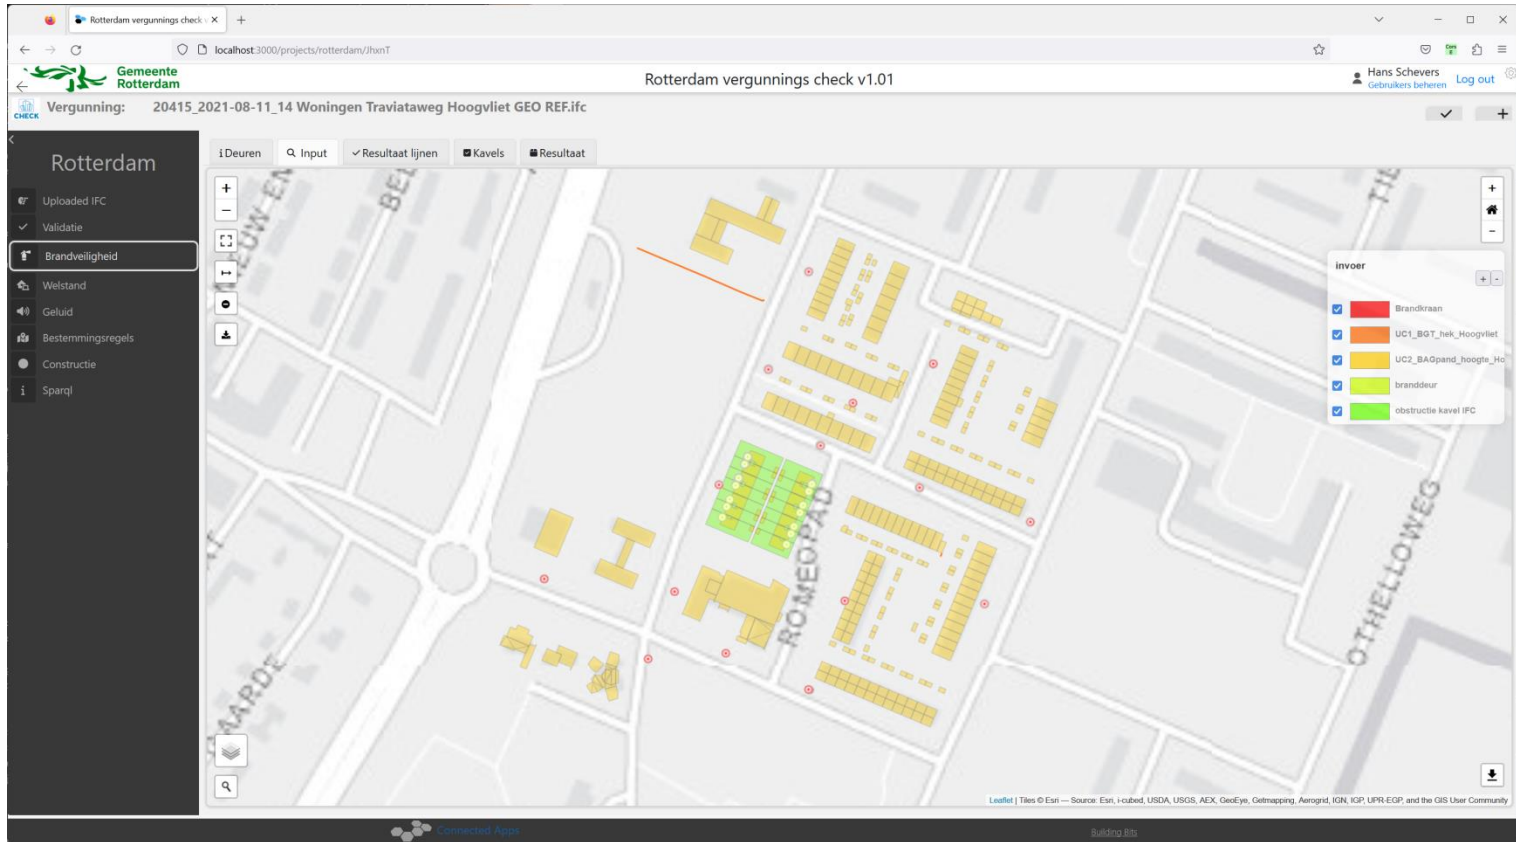 Rotterdam vergunnings check v
localhost:3000/projects/rotterdam/JhxnT
Gemeente
Rotterdam
Rotterdam vergunnings check v1.01
Hans Schevers
Gebruikers beheren
Log out
CHECK
Vergunning: 20415_2021-08-11_14 Woningen Traviataweg Hoogvliet GEO REF.ifc
Rotterdam
Uploaded IFC
Validatie
Brandveiligheid
Welstand
Geluid
Bestemmingsregels
Constructie
i Sparql
i Deuren
Input
Resultaat lijnen
Kavels
Resultaat
invoer
+ -
Brandkraan
UC1_BGT_hek_Hoogvliet
UC2_BAGpand_hoogte_Ho
branddeur
obstructie kavel IFC
ROMEOPAD
OTHELLOWEG
AARDE
Leaflet | Tiles © Esri — Source: Esri, i-cubed, USDA, USGS, AEX, GeoEye, Getmapping, Aerogrid, IGN, IGP, UPR-EGP, and the GIS User Community
Connected Apps
Building Bits